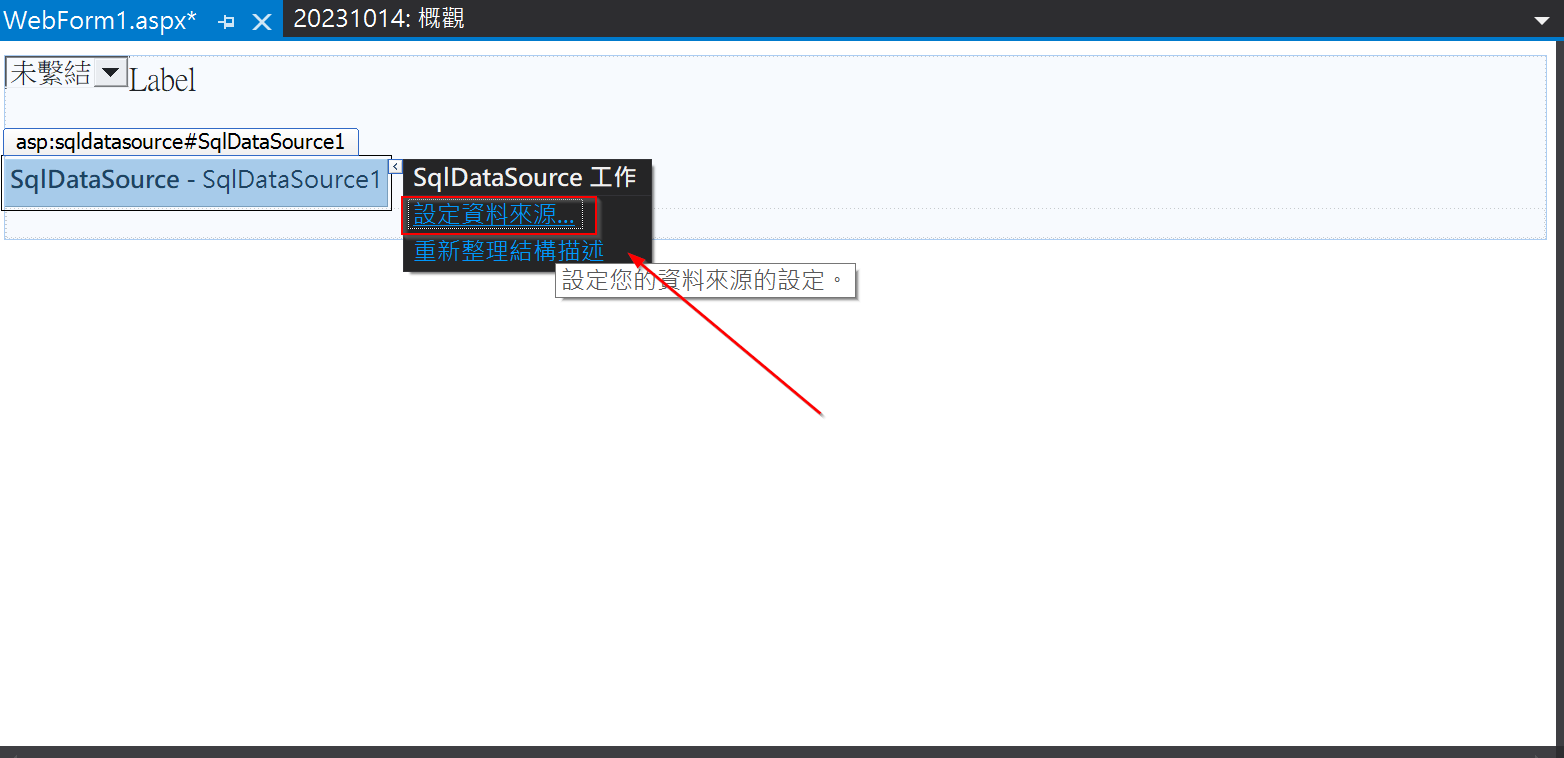 WebForm1.aspx*
20231014: 概觀
未繫結 Label
asp:sqldatasource#SqlDataSource1
SqlDataSource - SqlDataSource1
SqlDataSource 工作
設定資料來源...
重新整理結構描述
設定您的資料來源的設定。